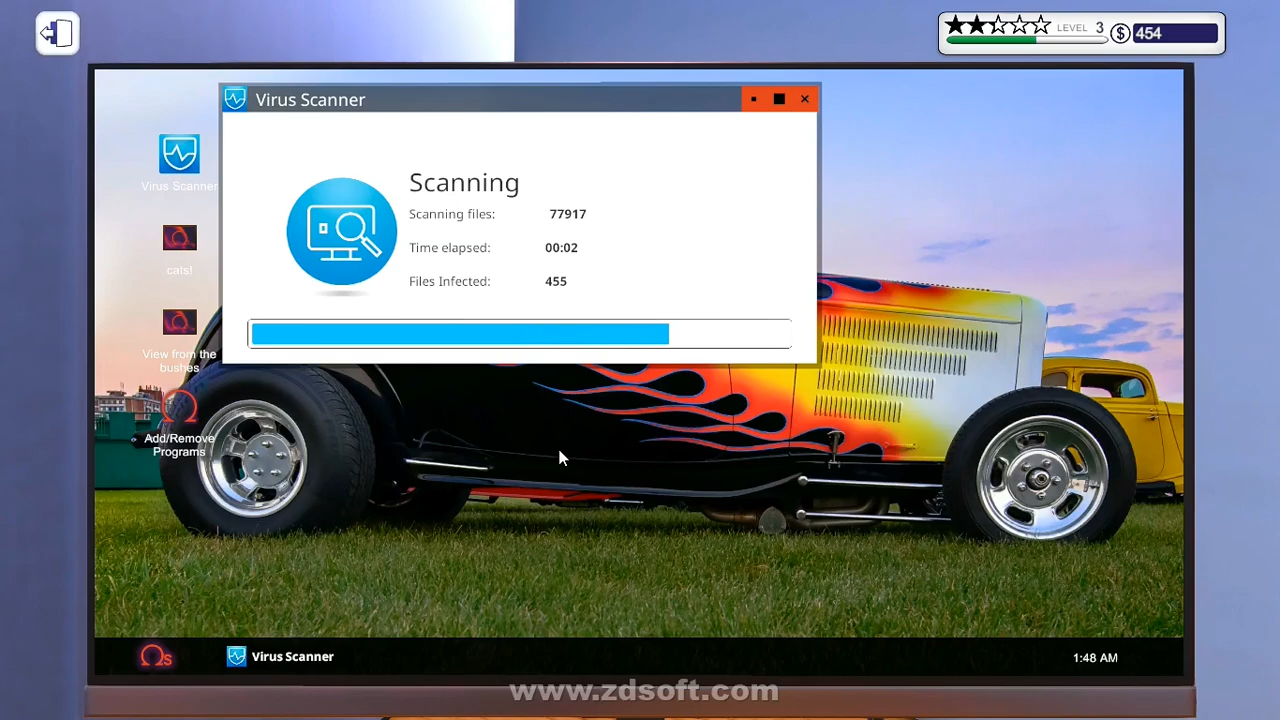 LEVEL 3
$ 454
Virus Scanner
Virus Scanner
Scanning
Scanning files: 77917
Time elapsed: 00:02
Files Infected: 455
cats!
View from the
bushes
Add/Remove
Programs
Ωs
Virus Scanner
1:48 AM
www.zdsoft.com